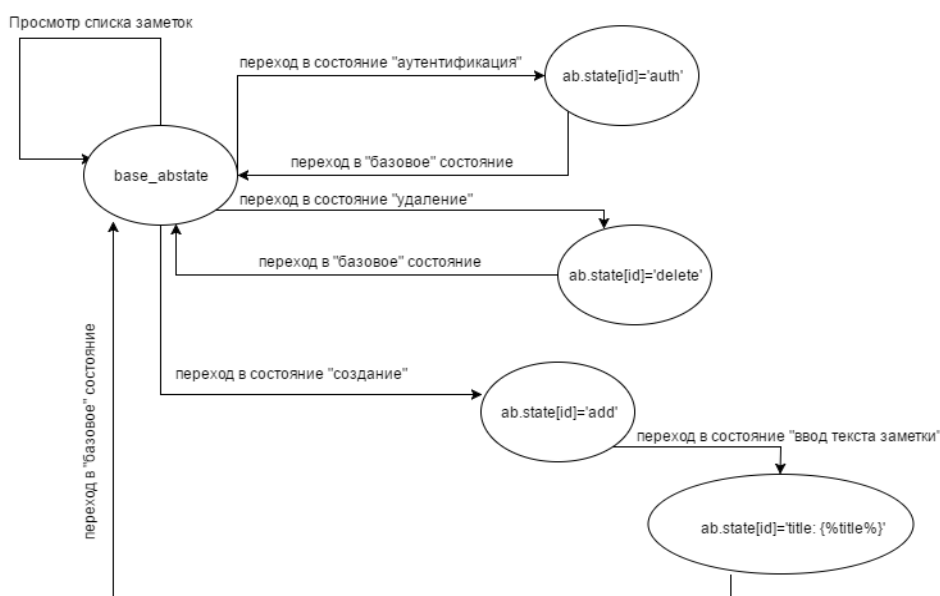 Просмотр списка заметок
переход в состояние "аутентификация"
ab.state[id]='auth'
переход в "базовое" состояние
base_abstate
переход в состояние "удаление"
переход в "базовое" состояние
ab.state[id]='delete'
переход в "базовое" состояние
переход в состояние "создание"
ab.state[id]='add'
переход в состояние "ввод текста заметки"
ab.state[id]='title: {%title%}'